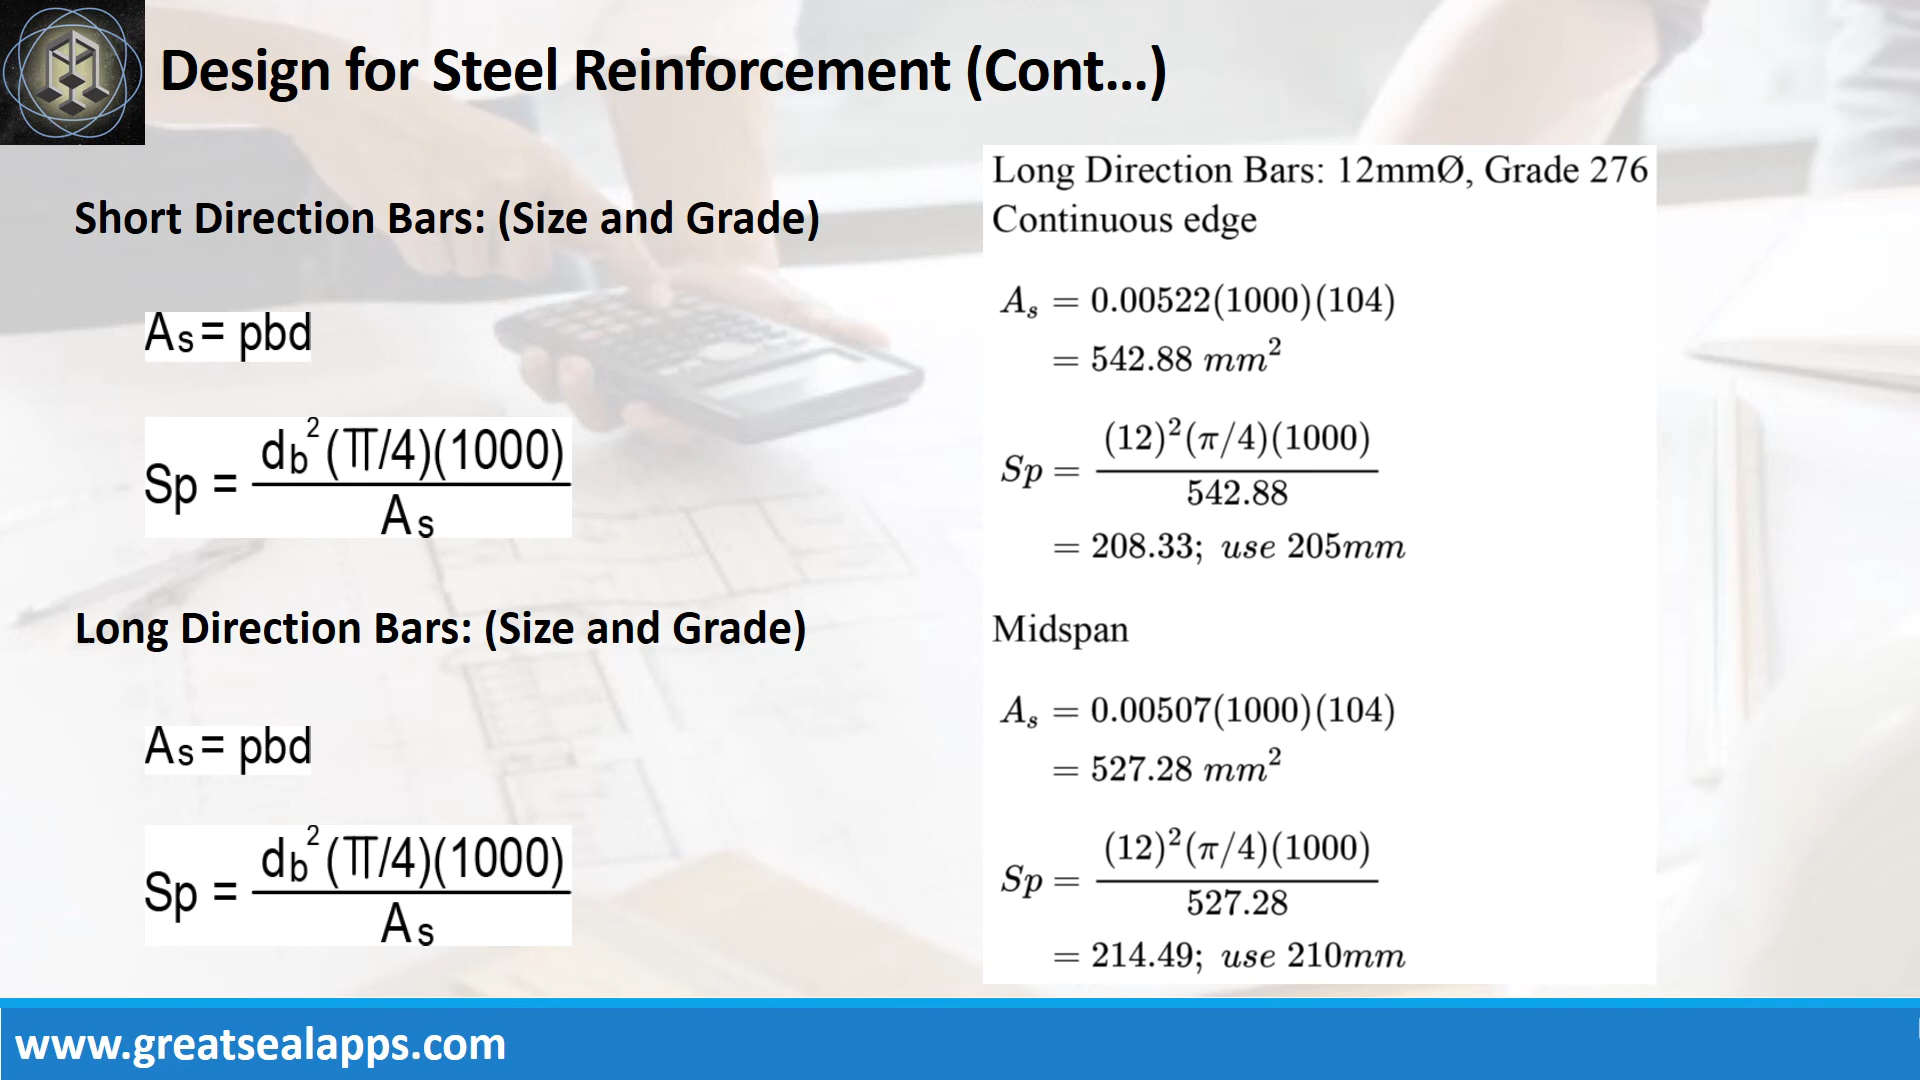 Design for Steel Reinforcement (Cont...)
Short Direction Bars: (Size and Grade)
As = pbd
Sp = db²(π/4)(1000) / As
Long Direction Bars: (Size and Grade)
As = pbd
Sp = db²(π/4)(1000) / As
Long Direction Bars: 12mmØ, Grade 276
Continuous edge
As = 0.00522(1000)(104)
= 542.88 mm²
Sp = (12)²(π/4)(1000) / 542.88
= 208.33; use 205mm
Midspan
As = 0.00507(1000)(104)
= 527.28 mm²
Sp = (12)²(π/4)(1000) / 527.28
= 214.49; use 210mm
www.greatsealapps.com